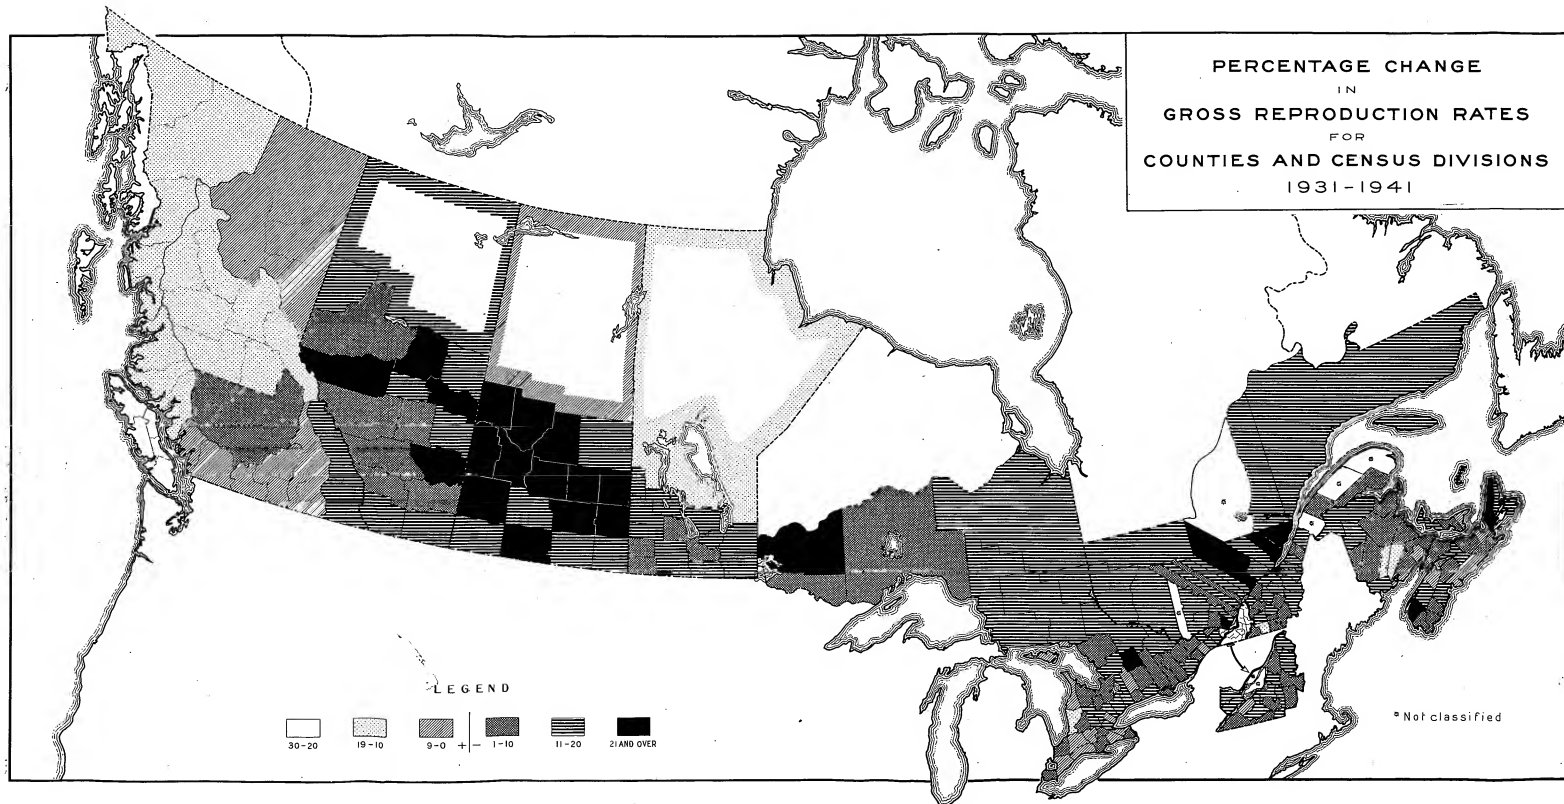 PERCENTAGE CHANGE
IN
GROSS REPRODUCTION RATES
FOR
COUNTIES AND CENSUS DIVISIONS
1931-1941
LEGEND
30-20 19-10 9-0 + - 1-10 11-20 21 AND OVER
Not classified